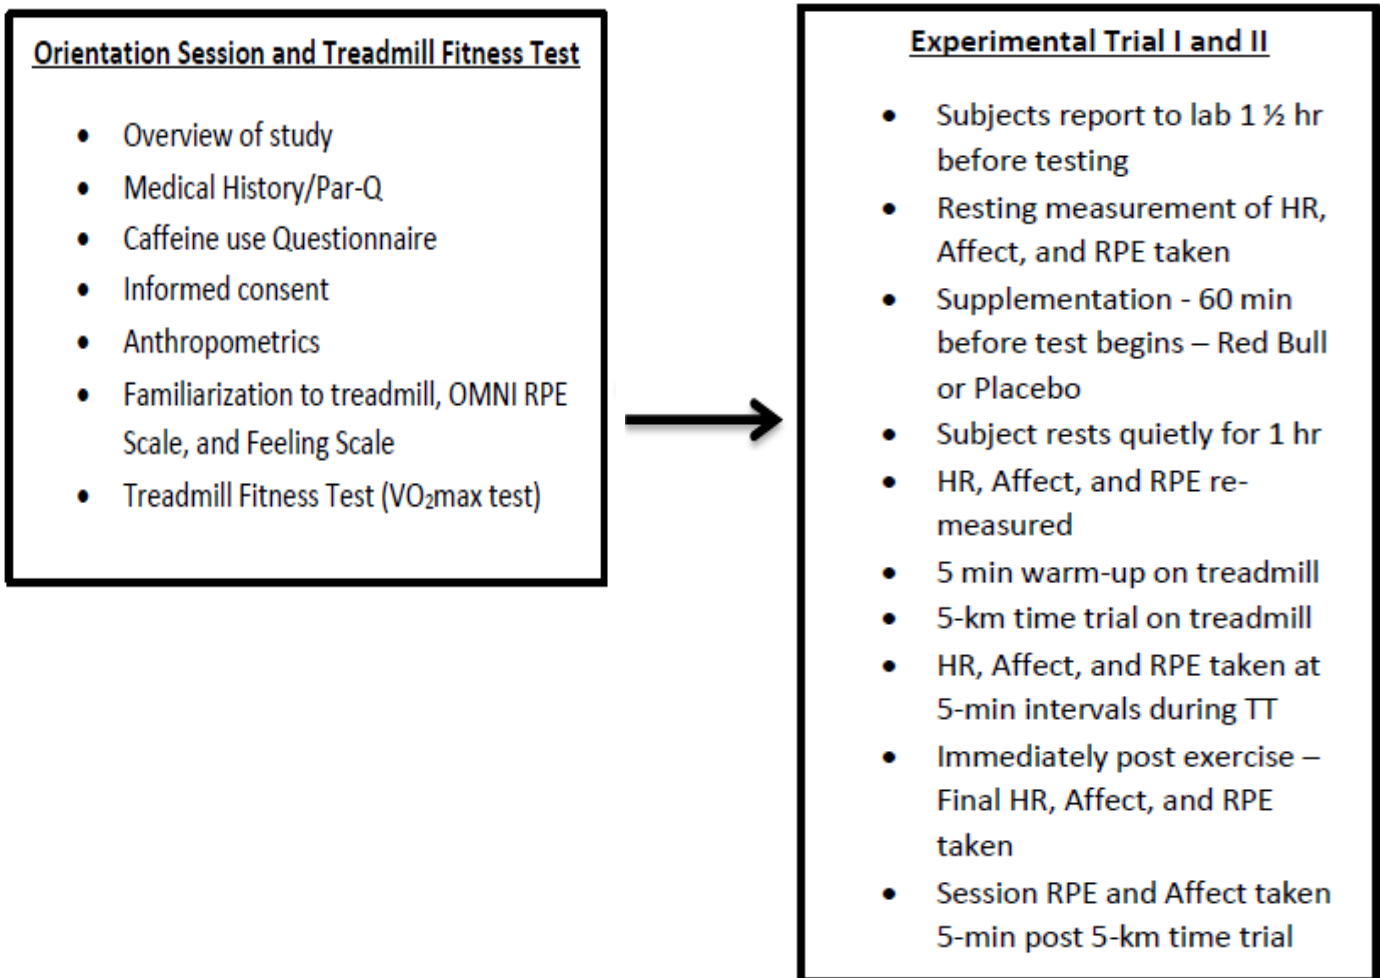 Orientation Session and Treadmill Fitness Test
• Overview of study
• Medical History/Par-Q
• Caffeine use Questionnaire
• Informed consent
• Anthropometrics
• Familiarization to treadmill, OMNI RPE
Scale, and Feeling Scale
• Treadmill Fitness Test (VO₂max test)
Experimental Trial I and II
• Subjects report to lab 1 ½ hr
before testing
• Resting measurement of HR,
Affect, and RPE taken
• Supplementation - 60 min
before test begins – Red Bull
or Placebo
• Subject rests quietly for 1 hr
• HR, Affect, and RPE re-
measured
• 5 min warm-up on treadmill
• 5-km time trial on treadmill
• HR, Affect, and RPE taken at
5-min intervals during TT
• Immediately post exercise –
Final HR, Affect, and RPE
taken
• Session RPE and Affect taken
5-min post 5-km time trial